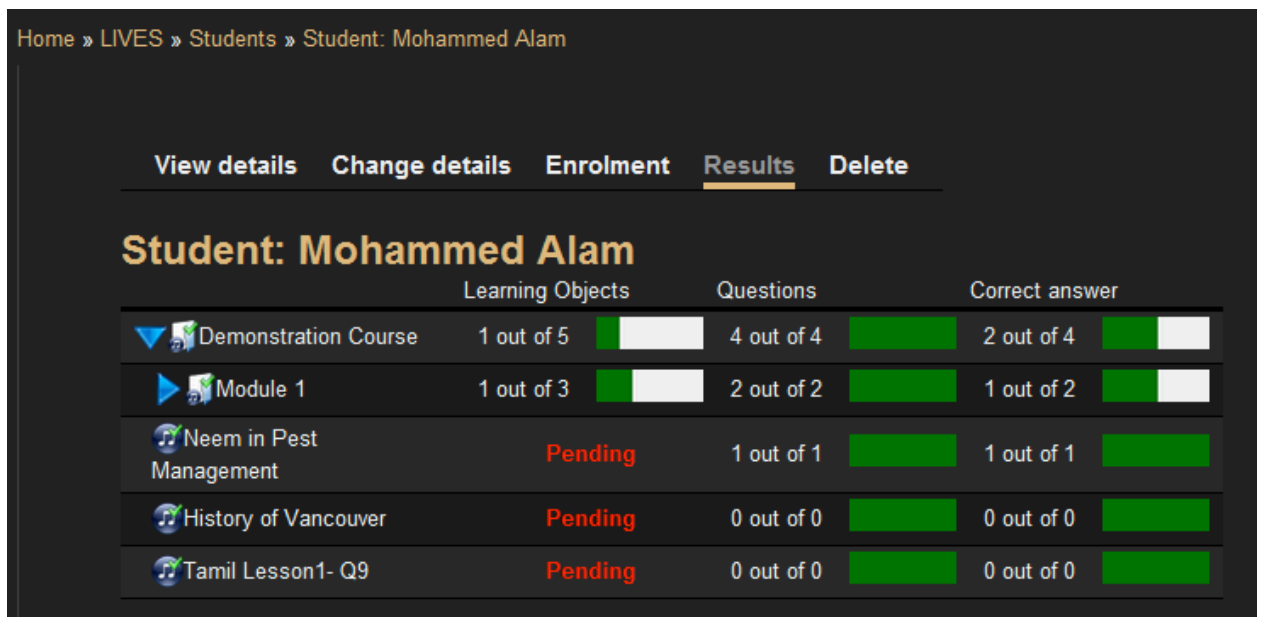 Home » LIVES » Students » Student: Mohammed Alam
View details Change details Enrolment Results Delete
Student: Mohammed Alam
Learning Objects Questions Correct answer
Demonstration Course 1 out of 5 4 out of 4 2 out of 4
Module 1 1 out of 3 2 out of 2 1 out of 2
Neem in Pest
Management Pending 1 out of 1 1 out of 1
History of Vancouver Pending 0 out of 0 0 out of 0
Tamil Lesson1- Q9 Pending 0 out of 0 0 out of 0